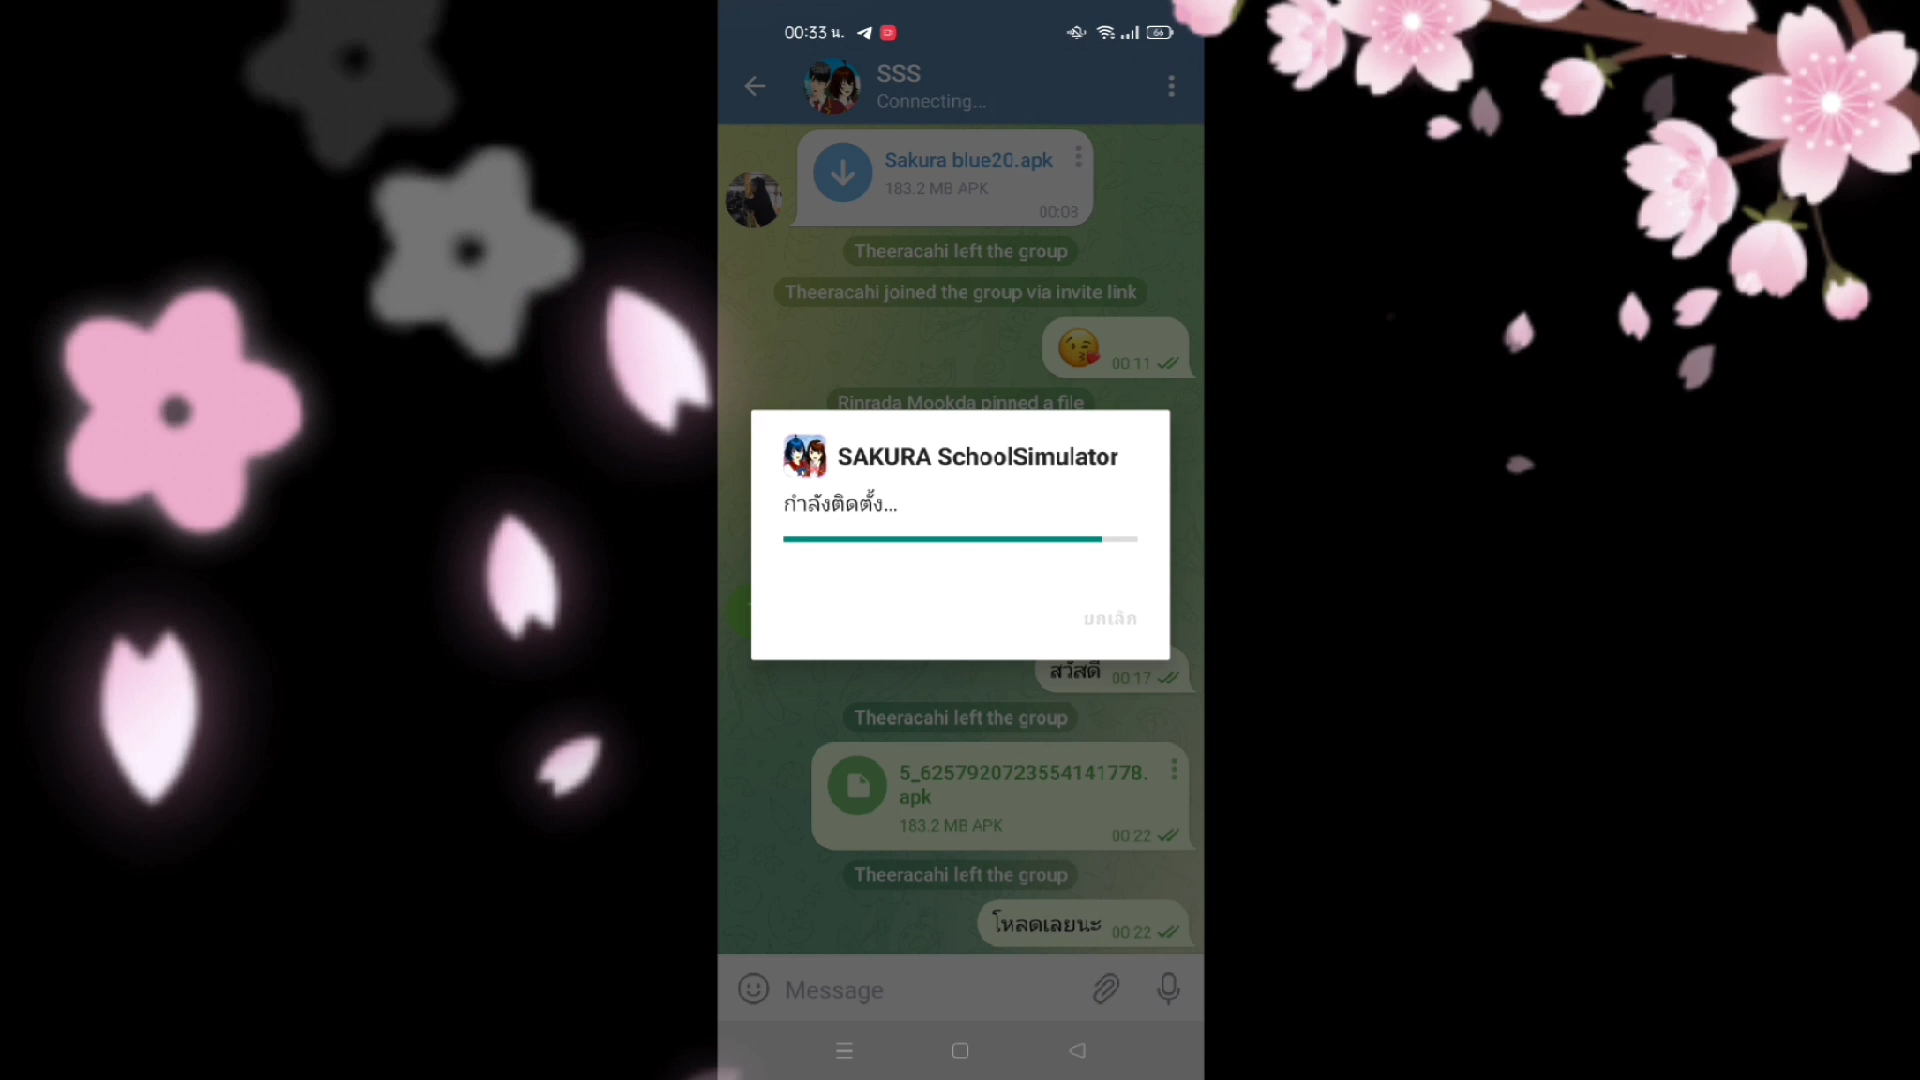 00:33 น.
66
SSS
Connecting...
Sakura blue20.apk
183.2 MB APK
00:03
Theeracahi left the group
Theeracahi joined the group via invite link
00:11
Rinrada Mookda pinned a file
SAKURA SchoolSimulator
กำลังติดตั้ง...
ยกเลิก
สวัสดี 00:17
Theeracahi left the group
5_6257920723554141778.
apk
183.2 MB APK
00:22
Theeracahi left the group
โหลดเลยนะ 00:22
Message